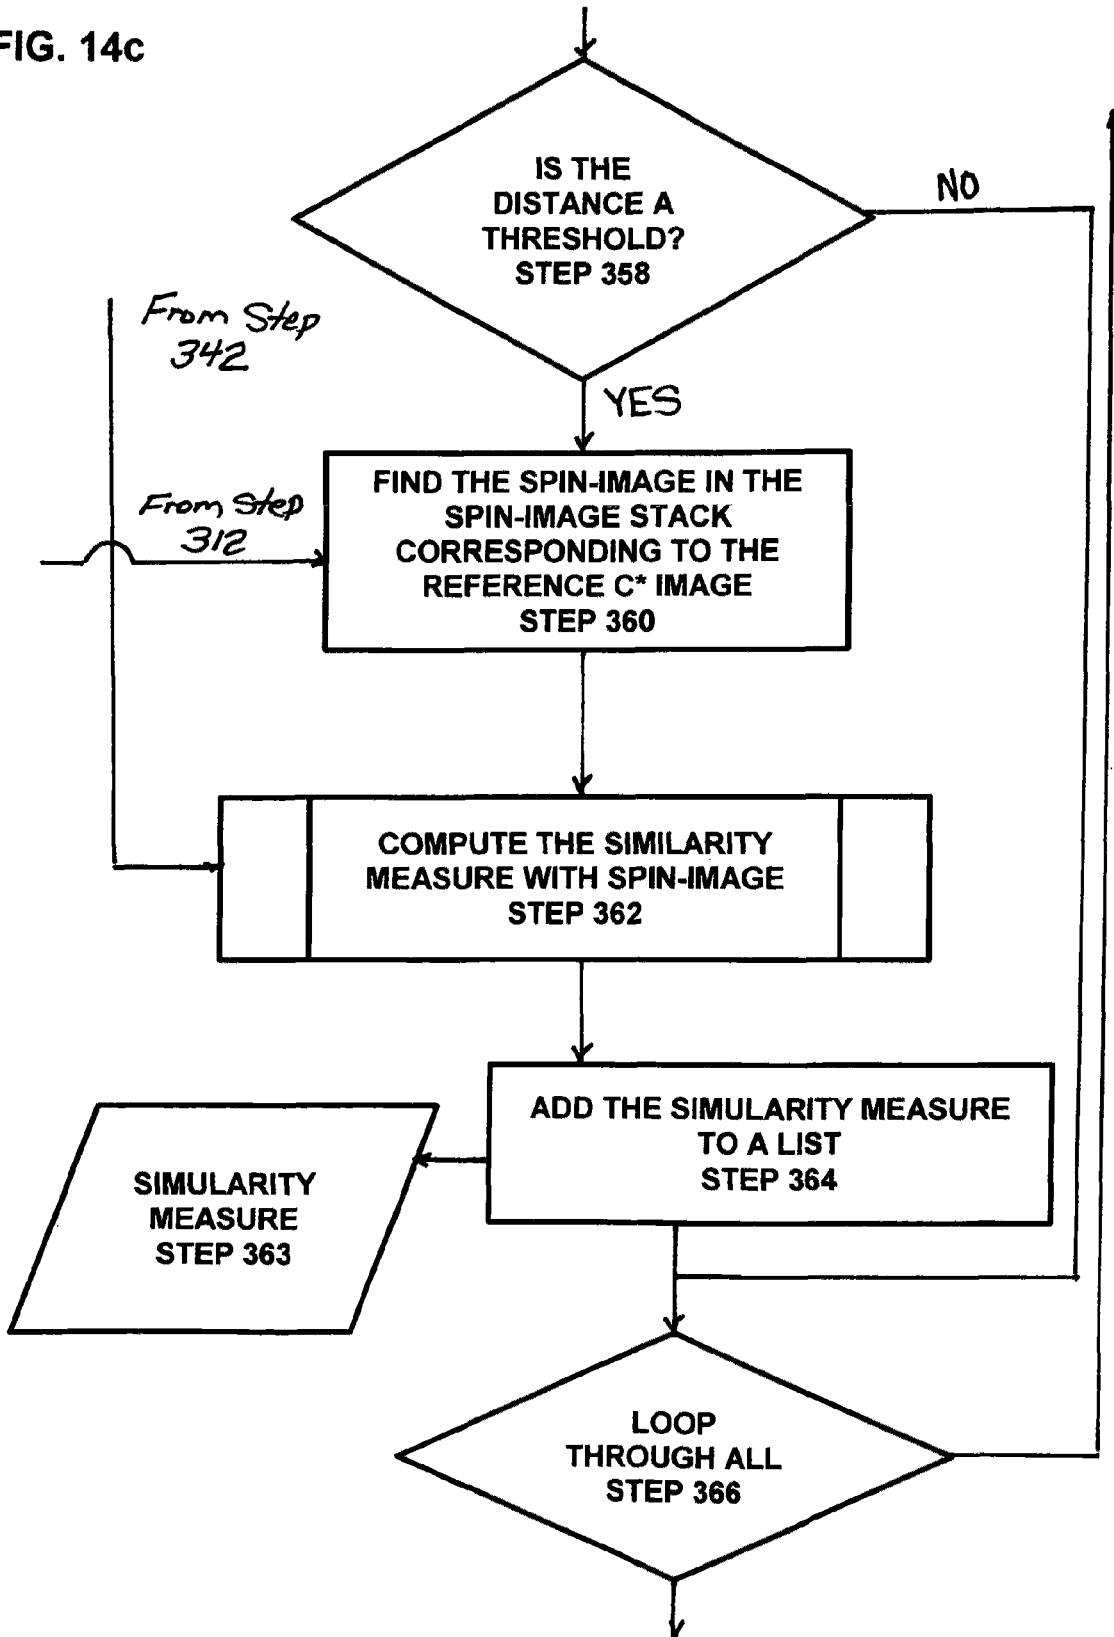 FIG. 14c
IS THE
DISTANCE A
THRESHOLD?
STEP 358
NO
From Step
342
YES
FIND THE SPIN-IMAGE IN THE
SPIN-IMAGE STACK
CORRESPONDING TO THE
REFERENCE C* IMAGE
STEP 360
From Step
312
COMPUTE THE SIMILARITY
MEASURE WITH SPIN-IMAGE
STEP 362
ADD THE SIMULARITY MEASURE
TO A LIST
STEP 364
SIMULARITY
MEASURE
STEP 363
LOOP
THROUGH ALL
STEP 366